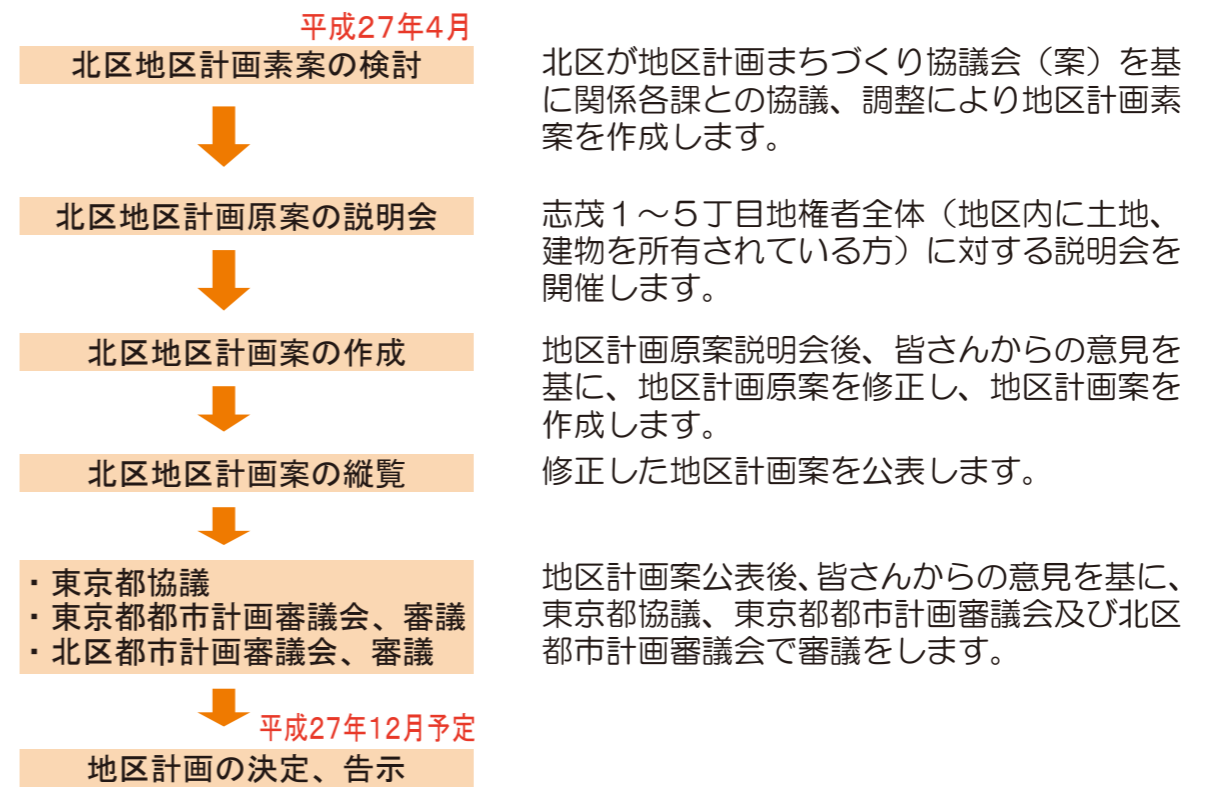 平成27年4月
北区地区計画素案の検討
北区が地区計画まちづくり協議会（案）を基
に関係各課との協議、調整により地区計画素
案を作成します。
北区地区計画原案の説明会
志茂１～５丁目地権者全体（地区内に土地、
建物を所有されている方）に対する説明会を
開催します。
北区地区計画案の作成
地区計画原案説明会後、皆さんからの意見を
基に、地区計画原案を修正し、地区計画案を
作成します。
北区地区計画案の縦覧
修正した地区計画案を公表します。
・東京都協議
・東京都都市計画審議会、審議
・北区都市計画審議会、審議
地区計画案公表後、皆さんからの意見を基に、
東京都協議、東京都都市計画審議会及び北区
都市計画審議会で審議をします。
平成27年12月予定
地区計画の決定、告示